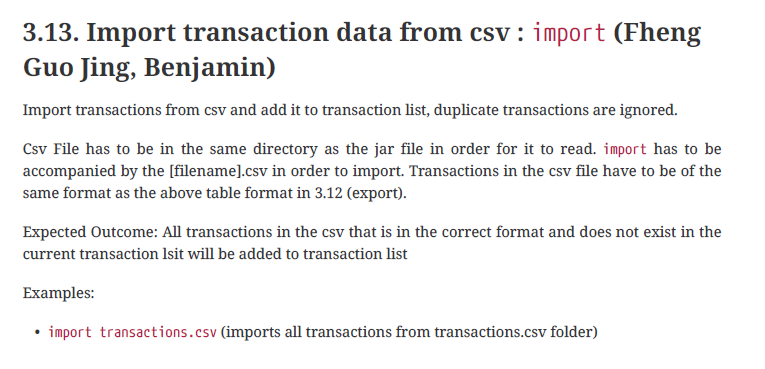 3.13. Import transaction data from csv : import (Fheng
Guo Jing, Benjamin)
Import transactions from csv and add it to transaction list, duplicate transactions are ignored.
Csv File has to be in the same directory as the jar file in order for it to read. import has to be
accompanied by the [filename].csv in order to import. Transactions in the csv file have to be of the
same format as the above table format in 3.12 (export).
Expected Outcome: All transactions in the csv that is in the correct format and does not exist in the
current transaction lsit will be added to transaction list
Examples:
• import transactions.csv (imports all transactions from transactions.csv folder)